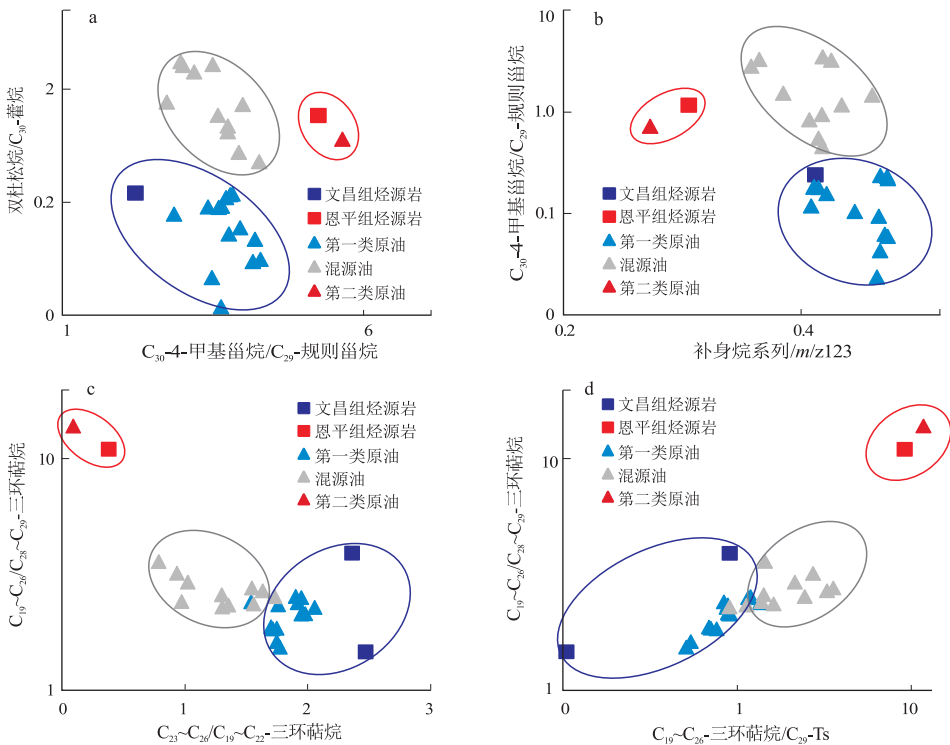 a
双杜松烷/C₃₀-藿烷
2
0.2
0
1
6
C₃₀-4-甲基甾烷/C₂₉-规则甾烷
文昌组烃源岩
恩平组烃源岩
第一类原油
混源油
第二类原油
b
C₃₀-4-甲基甾烷/C₂₉-规则甾烷
10
1.0
0.1
0
0.2
0.4
补身烷系列/m/z123
文昌组烃源岩
恩平组烃源岩
第一类原油
混源油
第二类原油
c
C₁₉~C₂₆/C₂₈~C₂₉-三环萜烷
10
1
0
1
2
3
C₂₃~C₂₆/C₁₉~C₂₂-三环萜烷
文昌组烃源岩
恩平组烃源岩
第一类原油
混源油
第二类原油
d
C₁₉~C₂₆/C₂₈~C₂₉-三环萜烷
10
1
0
1
10
C₁₉~C₂₆-三环萜烷/C₂₉-Ts
文昌组烃源岩
恩平组烃源岩
第一类原油
混源油
第二类原油